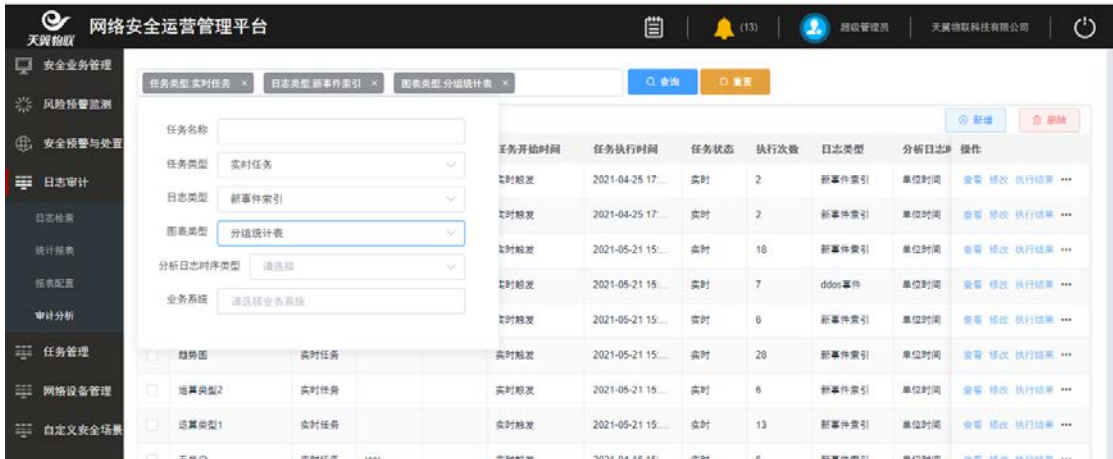 天翼物联 网络安全运营管理平台 (13) 超级管理员 天翼物联科技有限公司
安全业务管理
风险预警监测
安全预警与处置
日志审计
日志检索
统计报表
报表配置
审计分析
任务管理
网络设备管理
自定义安全场景
任务类型:实时任务 × 日志类型:新事件索引 × 图表类型:分组统计表 × 查询 重置
新增 删除
任务名称
任务类型 实时任务
日志类型 新事件索引
图表类型 分组统计表
分析日志时序类型 请选择
业务系统 请选择业务系统
任务开始时间 任务执行时间 任务状态 执行次数 日志类型 分析日志时 操作
实时触发 2021-04-25 17:... 实时 2 新事件索引 单位时间 查看 修改 执行结果 •••
实时触发 2021-04-25 17:... 实时 2 新事件索引 单位时间 查看 修改 执行结果 •••
实时触发 2021-05-21 15:... 实时 18 新事件索引 单位时间 查看 修改 执行结果 •••
实时触发 2021-05-21 15:... 实时 7 ddos事件 单位时间 查看 修改 执行结果 •••
实时触发 2021-05-21 15:... 实时 6 新事件索引 单位时间 查看 修改 执行结果 •••
趋势图 实时任务 实时触发 2021-05-21 15:... 实时 28 新事件索引 单位时间 查看 修改 执行结果 •••
运算类型2 实时任务 实时触发 2021-05-21 15:... 实时 6 新事件索引 单位时间 查看 修改 执行结果 •••
运算类型1 实时任务 实时触发 2021-05-21 15:... 实时 13 新事件索引 单位时间 查看 修改 执行结果 •••